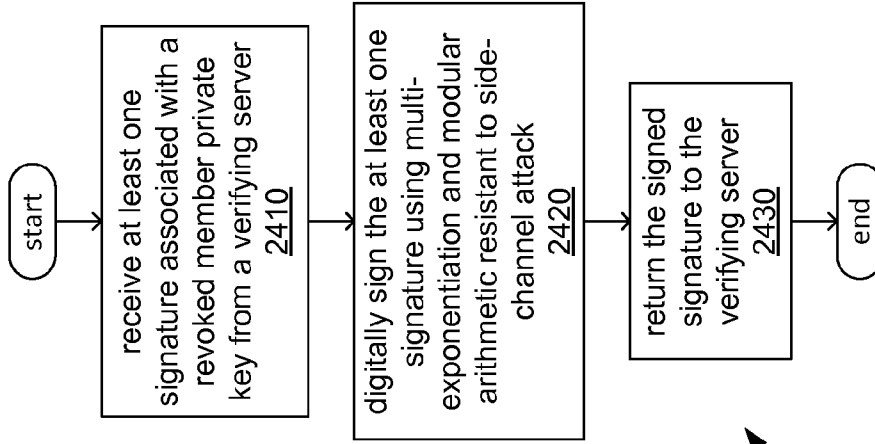 start
receive at least one
signature associated with a
revoked member private
key from a verifying server
2410
digitally sign the at least one
signature using multi-
exponentiation and modular
arithmetic resistant to side-
channel attack
2420
return the signed
signature to the
verifying server
2430
end